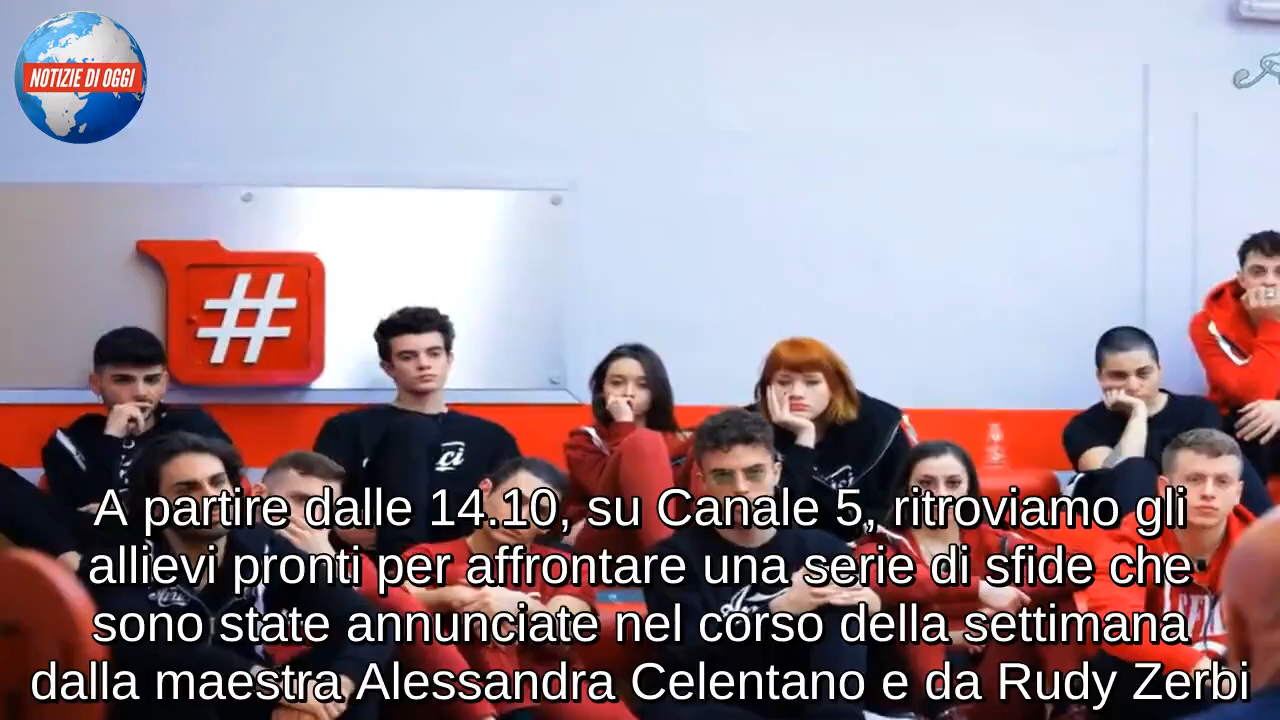 NOTIZIE DI OGGI
#
A partire dalle 14.10, su Canale 5, ritroviamo gli
allievi pronti per affrontare una serie di sfide che
sono state annunciate nel corso della settimana
dalla maestra Alessandra Celentano e da Rudy Zerbi